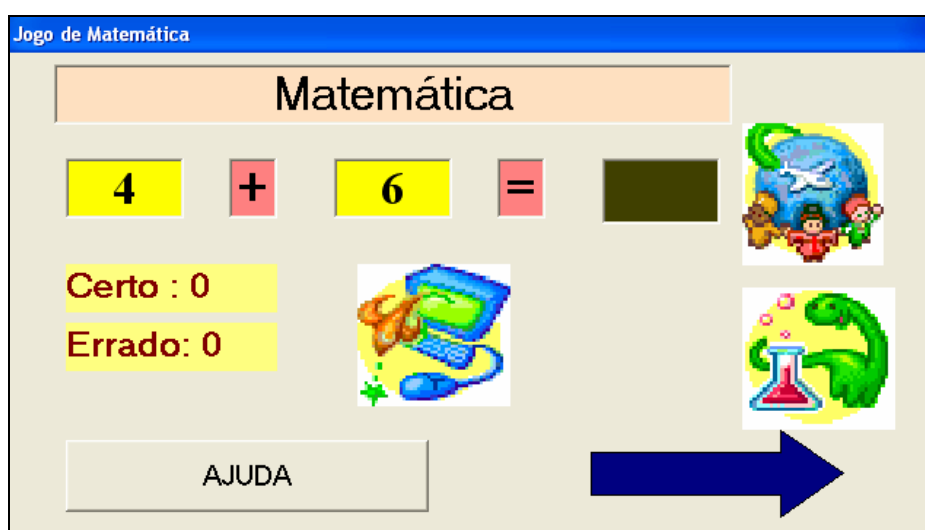 Jogo de Matemática
Matemática
4 + 6 =
Certo : 0
Errado: 0
AJUDA